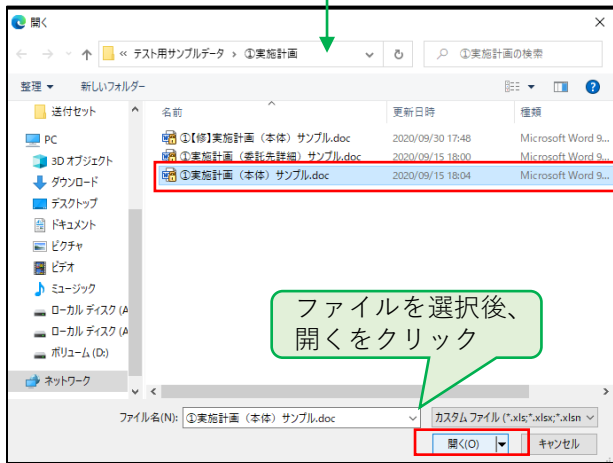 開く
« テスト用サンプルデータ › ①実施計画
①実施計画の検索
整理 新しいフォルダー
送付セット
PC
3D オブジェクト
ダウンロード
デスクトップ
ドキュメント
ピクチャ
ビデオ
ミュージック
ローカル ディスク (A
ローカル ディスク (A
ボリューム (D:)
ネットワーク
名前 更新日時 種類
①【修】実施計画（本体）サンプル.doc 2020/09/30 17:48 Microsoft Word 9...
①実施計画（委託先詳細）サンプル.doc 2020/09/15 18:00 Microsoft Word 9...
①実施計画（本体）サンプル.doc 2020/09/15 18:04 Microsoft Word 9...
ファイルを選択後、
開くをクリック
ファイル名(N): ①実施計画（本体）サンプル.doc カスタム ファイル (*.xls;*.xlsx;*.xlsn
開く(O) キャンセル